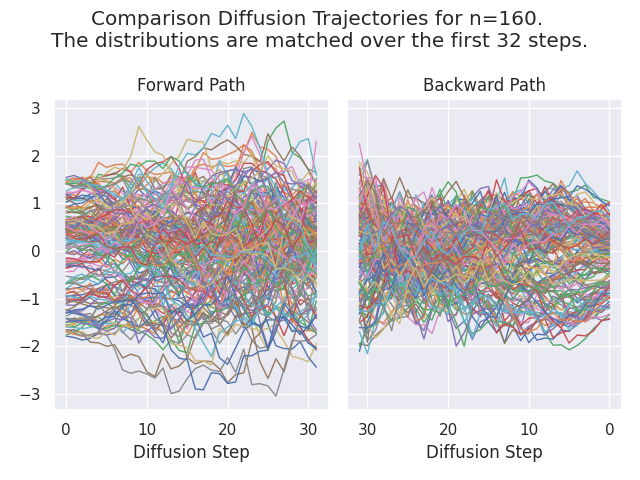 Comparison Diffusion Trajectories for n=160.
The distributions are matched over the first 32 steps.
Forward Path
Backward Path
3
2
1
0
−1
−2
−3
0 10 20 30
30 20 10 0
Diffusion Step
Diffusion Step